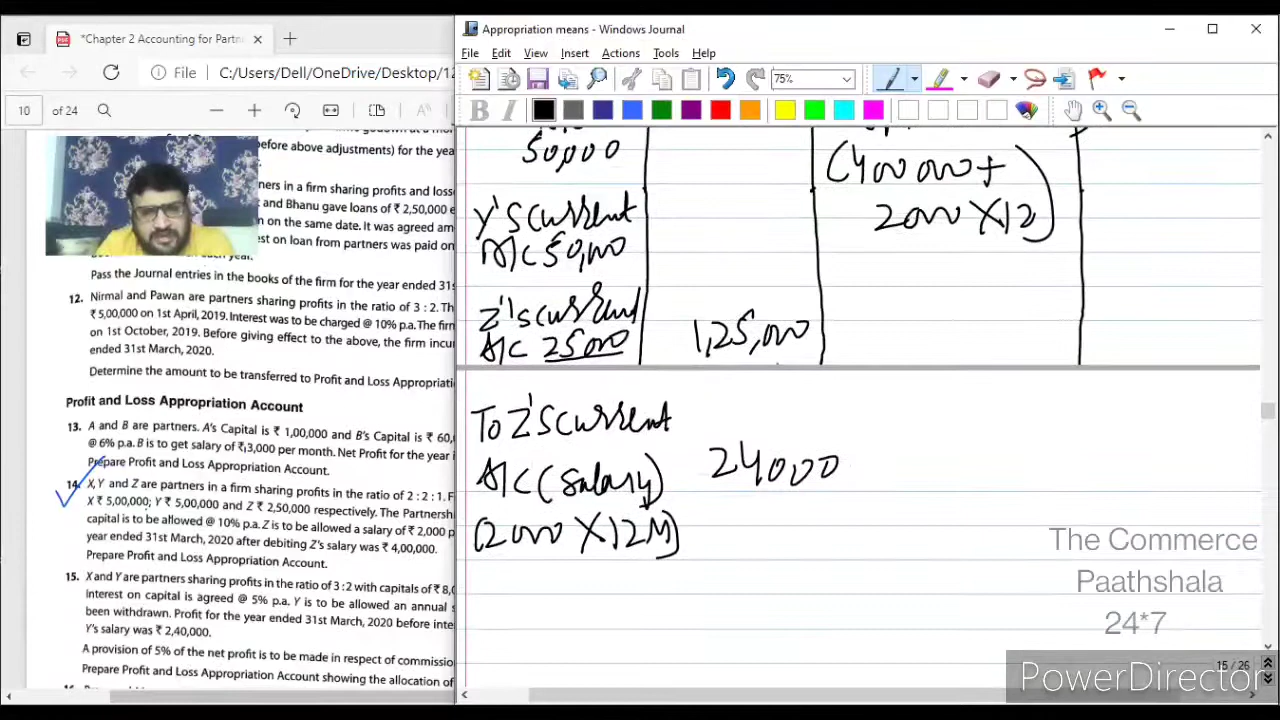 *Chapter 2 Accounting for Partn
Appropriation means - Windows Journal
File Edit View Insert Actions Tools Help
File C:/Users/Dell/OneDrive/Desktop/12
10 of 24
75%
efore above adjustments) for the yea
ners in a firm sharing profits and loss
and Bhanu gave loans of ₹ 2,50,000
n on the same date. It was agreed am
est on loan from partners was paid on
Pass the Journal entries in the books of the firm for the year ended 31s
12. Nirmal and Pawan are partners sharing profits in the ratio of 3 : 2. Th
₹ 5,00,000 on 1st April, 2019. Interest was to be charged @ 10% p.a. The firm
on 1st October, 2019. Before giving effect to the above, the firm incu
ended 31st March, 2020.
Determine the amount to be transferred to Profit and Loss Appropriati
Profit and Loss Appropriation Account
13. A and B are partners. A's Capital is ₹ 1,00,000 and B's Capital is ₹ 60,
@ 6% p.a. B is to get salary of ₹ 3,000 per month. Net Profit for the year i
Prepare Profit and Loss Appropriation Account.
14. X, Y and Z are partners in a firm sharing profits in the ratio of 2 : 2 : 1. F
X ₹ 5,00,000; Y ₹ 5,00,000 and Z ₹ 2,50,000 respectively. The Partnersh
capital is to be allowed @ 10% p.a. Z is to be allowed a salary of ₹ 2,000 p
year ended 31st March, 2020 after debiting Z's salary was ₹ 4,00,000.
Prepare Profit and Loss Appropriation Account.
15. X and Y are partners sharing profits in the ratio of 3 : 2 with capitals of ₹ 8,0
Interest on capital is agreed @ 5% p.a. Y is to be allowed an annual s
been withdrawn. Profit for the year ended 31st March, 2020 before inte
Y's salary was ₹ 2,40,000.
A provision of 5% of the net profit is to be made in respect of commissio
Prepare Profit and Loss Appropriation Account showing the allocation of
50,000
(400000+
2000 X12)
Y'S current
A/C 50,000
Z'S current
A/C 25000 1,25,000
To Z'S current
A/C (Salary) 24000
(2000 X 12M)
The Commerce
Paathshala
24*7
15 / 26
PowerDirector